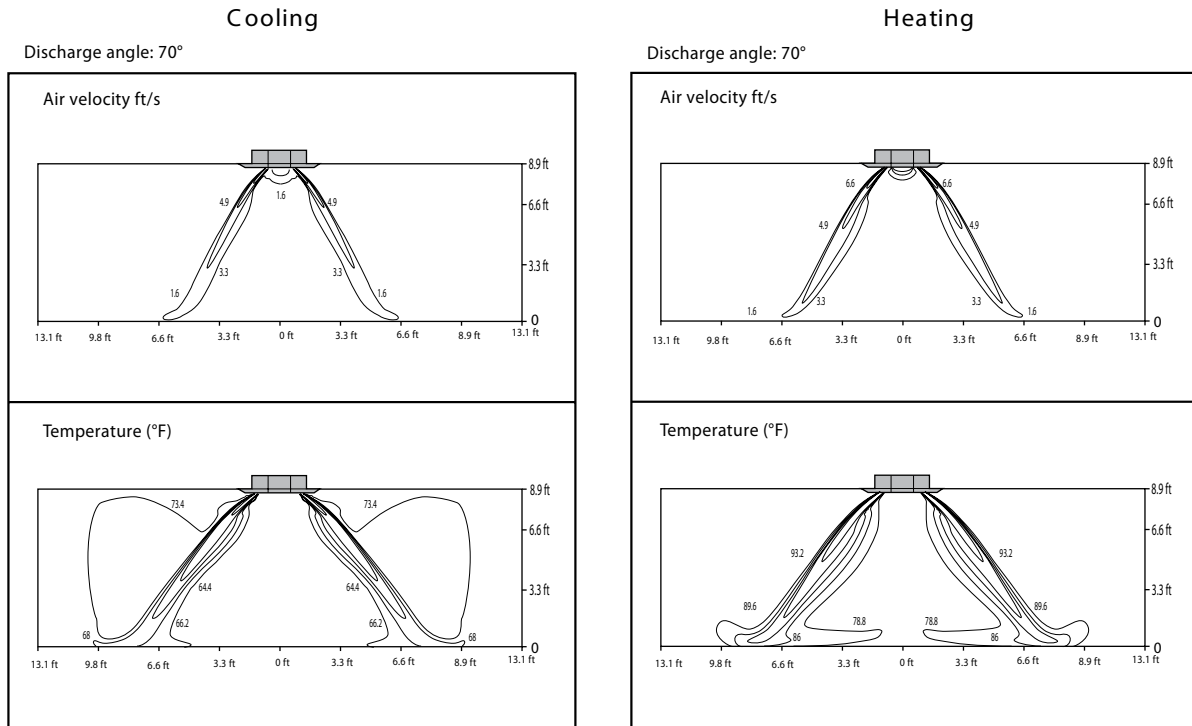 Cooling
Discharge angle: 70°
Air velocity ft/s
8.9 ft
6.6 ft
3.3 ft
0
1.6
4.9
4.9
3.3
3.3
1.6
1.6
13.1 ft 9.8 ft 6.6 ft 3.3 ft 0 ft 3.3 ft 6.6 ft 8.9 ft 13.1 ft
Temperature (°F)
8.9 ft
6.6 ft
3.3 ft
0
73.4
73.4
64.4
64.4
66.2
66.2
68
68
13.1 ft 9.8 ft 6.6 ft 3.3 ft 0 ft 3.3 ft 6.6 ft 8.9 ft 13.1 ft
Heating
Discharge angle: 70°
Air velocity ft/s
8.9 ft
6.6 ft
3.3 ft
0
6.6
6.6
4.9
4.9
3.3
3.3
1.6
1.6
13.1 ft 9.8 ft 6.6 ft 3.3 ft 0 ft 3.3 ft 6.6 ft 8.9 ft 13.1 ft
Temperature (°F)
8.9 ft
6.6 ft
3.3 ft
0
93.2
93.2
89.6
89.6
78.8
78.8
86
86
13.1 ft 9.8 ft 6.6 ft 3.3 ft 0 ft 3.3 ft 6.6 ft 8.9 ft 13.1 ft